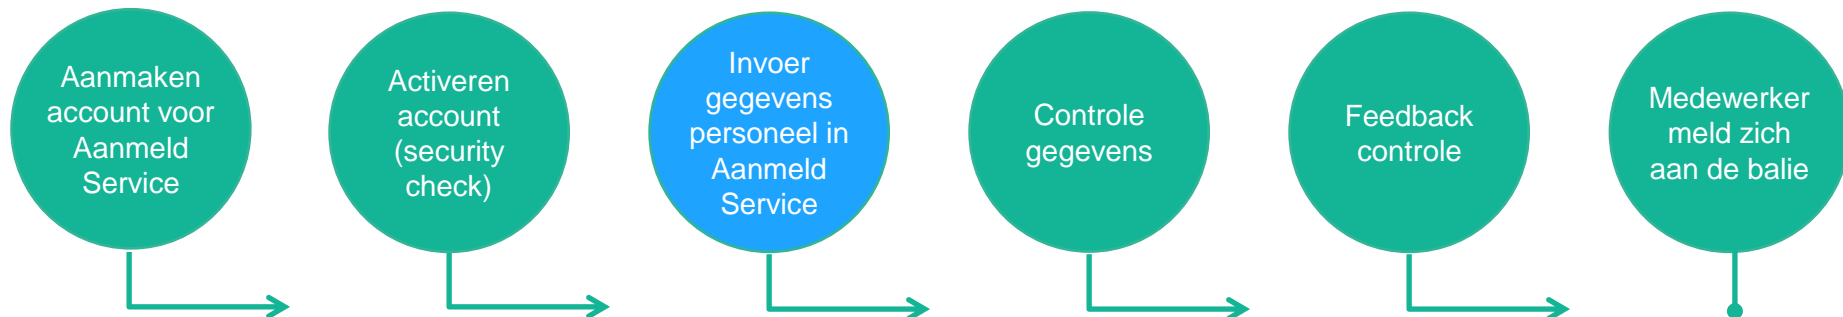 Aanmaken
account voor
Aanmeld
Service
Activeren
account
(security
check)
Invoer
gegevens
personeel in
Aanmeld
Service
Controle
gegevens
Feedback
controle
Medewerker
meld zich
aan de balie